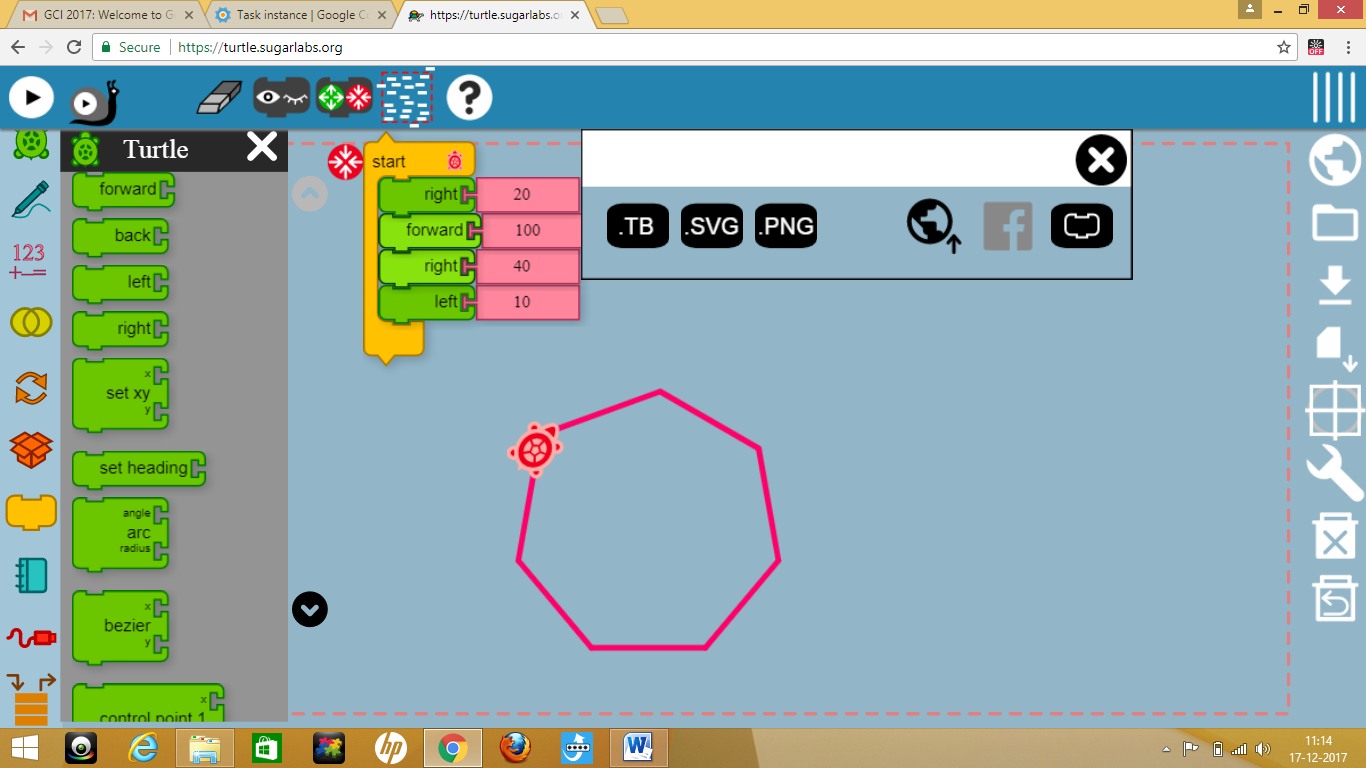 GCI 2017: Welcome to G
Task instance | Google C
https://turtle.sugarlabs.o
Secure
https://turtle.sugarlabs.org
OFF
?
Turtle
forward
back
left
right
x
set xy
y
set heading
angle
arc
radius
x
bezier
y
x
control point 1
123
start
right 20
forward 100
right 40
left 10
.TB
.SVG
.PNG
11:14
17-12-2017